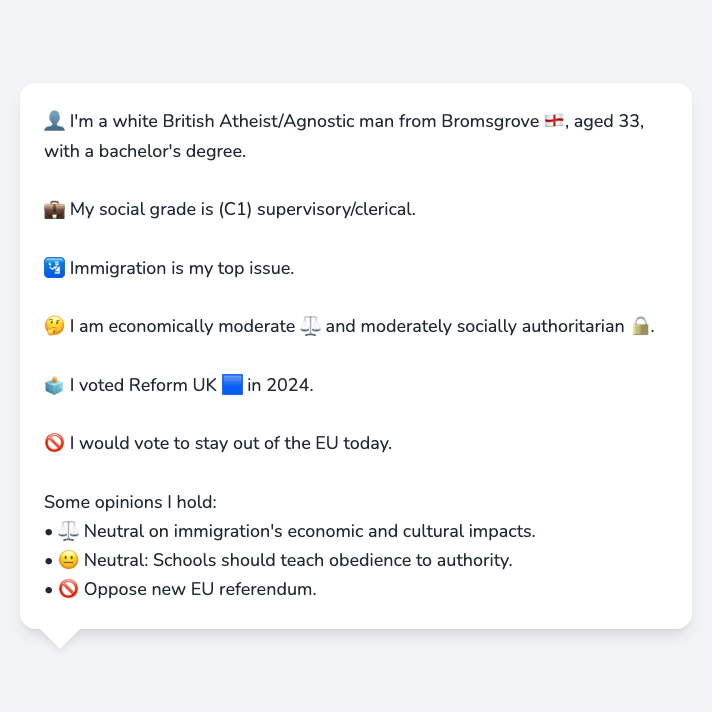 👤 I'm a white British Atheist/Agnostic man from Bromsgrove 🏴󠁧󠁢󠁥󠁮󠁧󠁿, aged 33,
with a bachelor's degree.
💼 My social grade is (C1) supervisory/clerical.
🛂 Immigration is my top issue.
🤔 I am economically moderate ⚖️ and moderately socially authoritarian 🔒.
🗳️ I voted Reform UK 🟦 in 2024.
🚫 I would vote to stay out of the EU today.
Some opinions I hold:
• ⚖️ Neutral on immigration's economic and cultural impacts.
• 😐 Neutral: Schools should teach obedience to authority.
• 🚫 Oppose new EU referendum.